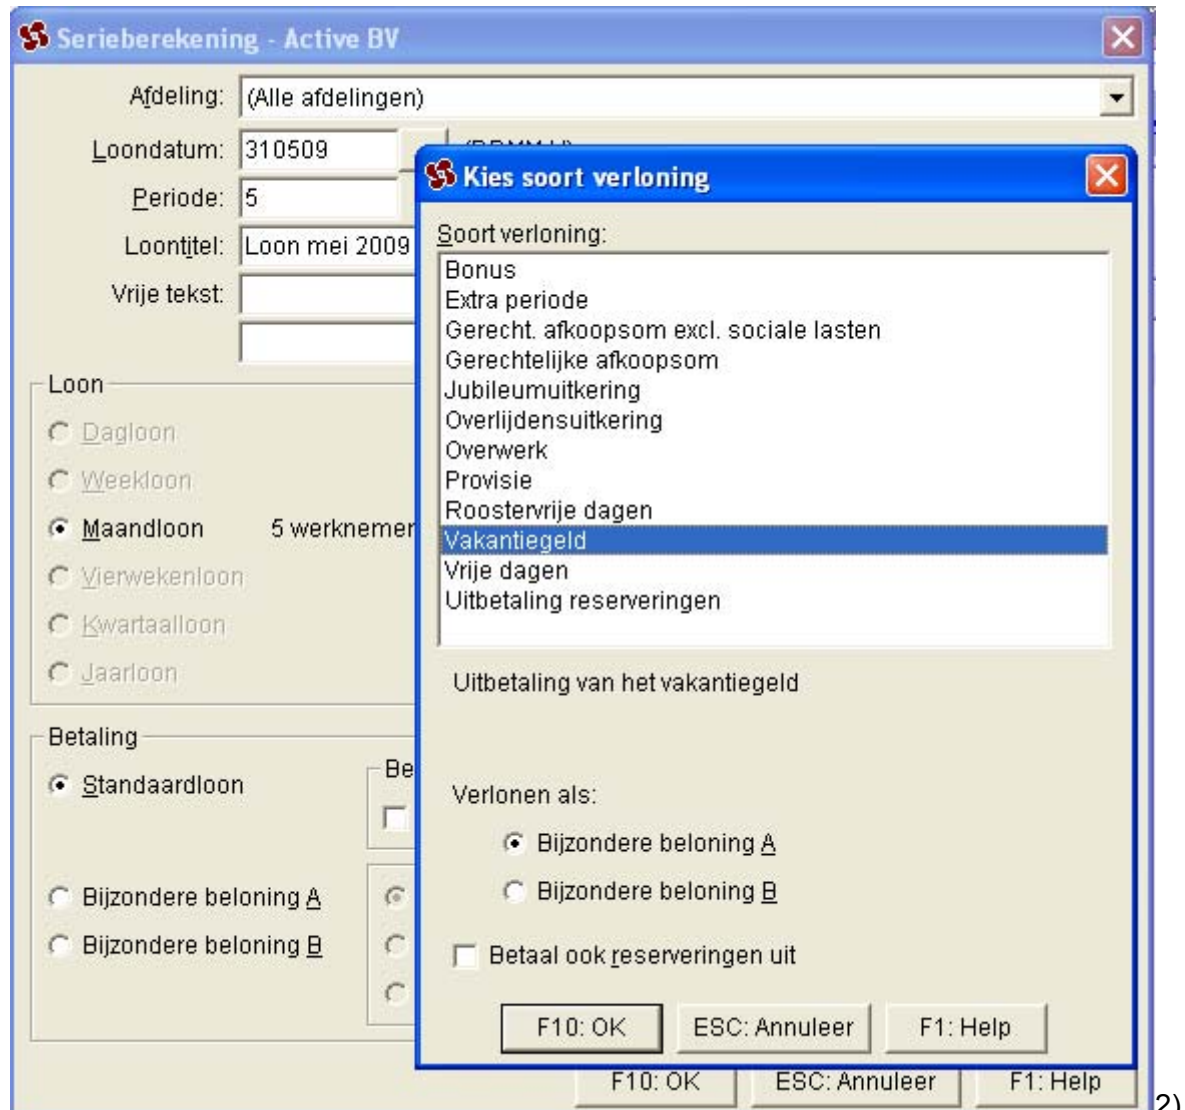 Serieberekening - Active BV
Afdeling: (Alle afdelingen)
Loondatum: 310509
Periode: 5
Loontitel: Loon mei 2009
Vrije tekst:
Loon
Dagloon
Weekloon
Maandloon 5 werknemer
Vierwekenloon
Kwartaalloon
Jaarloon
Betaling
Standaardloon
Be
Bijzondere beloning A
Bijzondere beloning B
F10: OK ESC: Annuleer F1: Help
Kies soort verloning
Soort verloning:
Bonus
Extra periode
Gerecht. afkoopsom excl. sociale lasten
Gerechtelijke afkoopsom
Jubileumuitkering
Overlijdensuitkering
Overwerk
Provisie
Roostervrije dagen
Vakantiegeld
Vrije dagen
Uitbetaling reserveringen
Uitbetaling van het vakantiegeld
Verlonen als:
Bijzondere beloning A
Bijzondere beloning B
Betaal ook reserveringen uit
F10: OK ESC: Annuleer F1: Help
2)